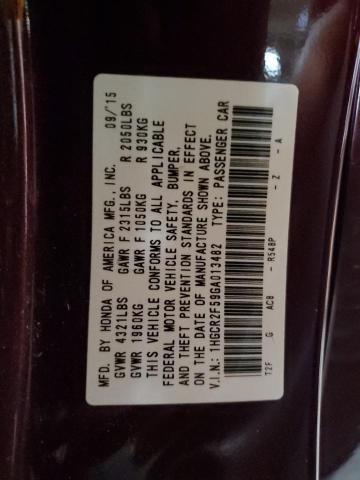 MFD. BY HONDA OF AMERICA MFG., INC. 09/'15
GVWR 4321LBS GAWR F 2315LBS R 2050LBS
GVWR 1960KG GAWR F 1050KG R 930KG
THIS VEHICLE CONFORMS TO ALL APPLICABLE
FEDERAL MOTOR VEHICLE SAFETY, BUMPER,
AND THEFT PREVENTION STANDARDS IN EFFECT
ON THE DATE OF MANUFACTURE SHOWN ABOVE.
V.I.N.: 1HGCR2F59GA013482 TYPE: PASSENGER CAR
T2F G AC8 - R548P - Z - A